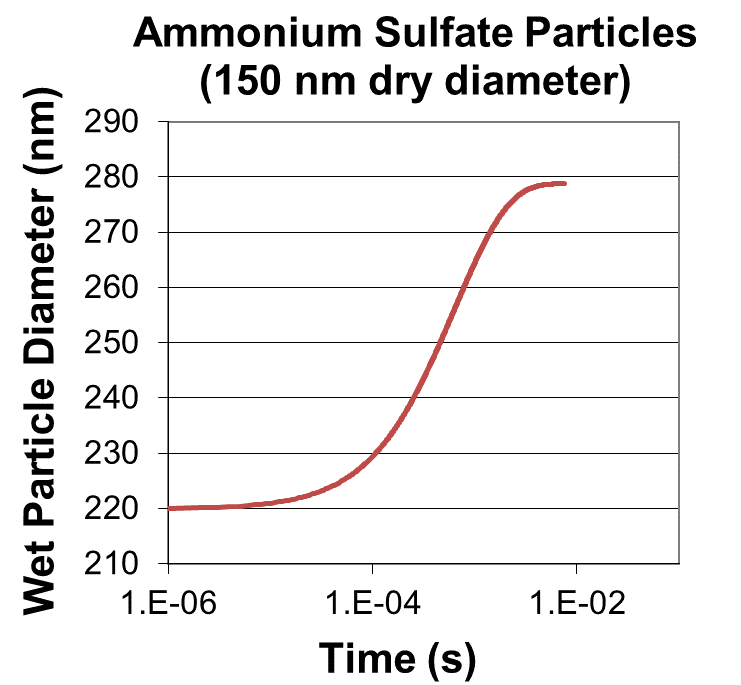 Ammonium Sulfate Particles
(150 nm dry diameter)
Wet Particle Diameter (nm)
290
280
270
260
250
240
230
220
210
1.E-06 1.E-04 1.E-02
Time (s)